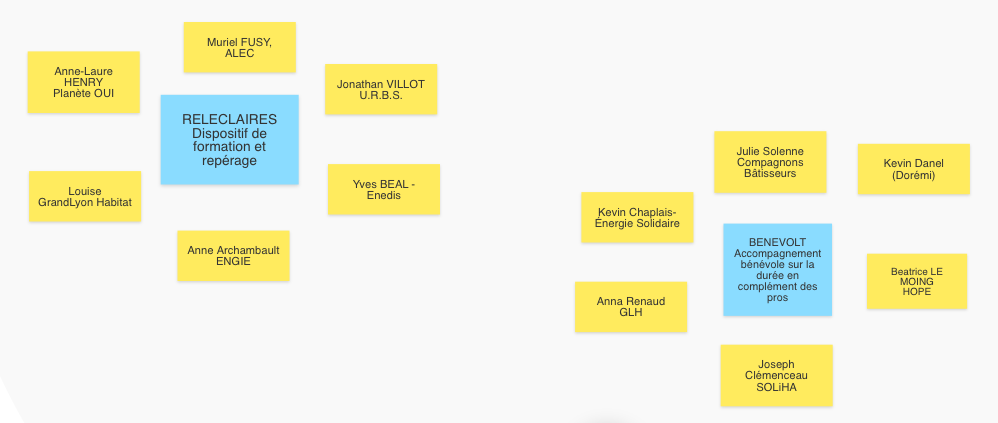 Muriel FUSY,
ALEC
Anne-Laure
HENRY
Planète OUI
Jonathan VILLOT
U.R.B.S.
RELECLAIRES
Dispositif de
formation et
repérage
Louise
GrandLyon Habitat
Yves BEAL -
Enedis
Anne Archambault
ENGIE
Julie Solenne
Compagnons
Bâtisseurs
Kevin Danel
(Dorémi)
Kevin Chaplais-
Énergie Solidaire
BENEVOLT
Accompagnement
bénévole sur la
durée en
complément des
pros
Beatrice LE
MOING
HOPE
Anna Renaud
GLH
Joseph
Clémenceau
SOLiHA